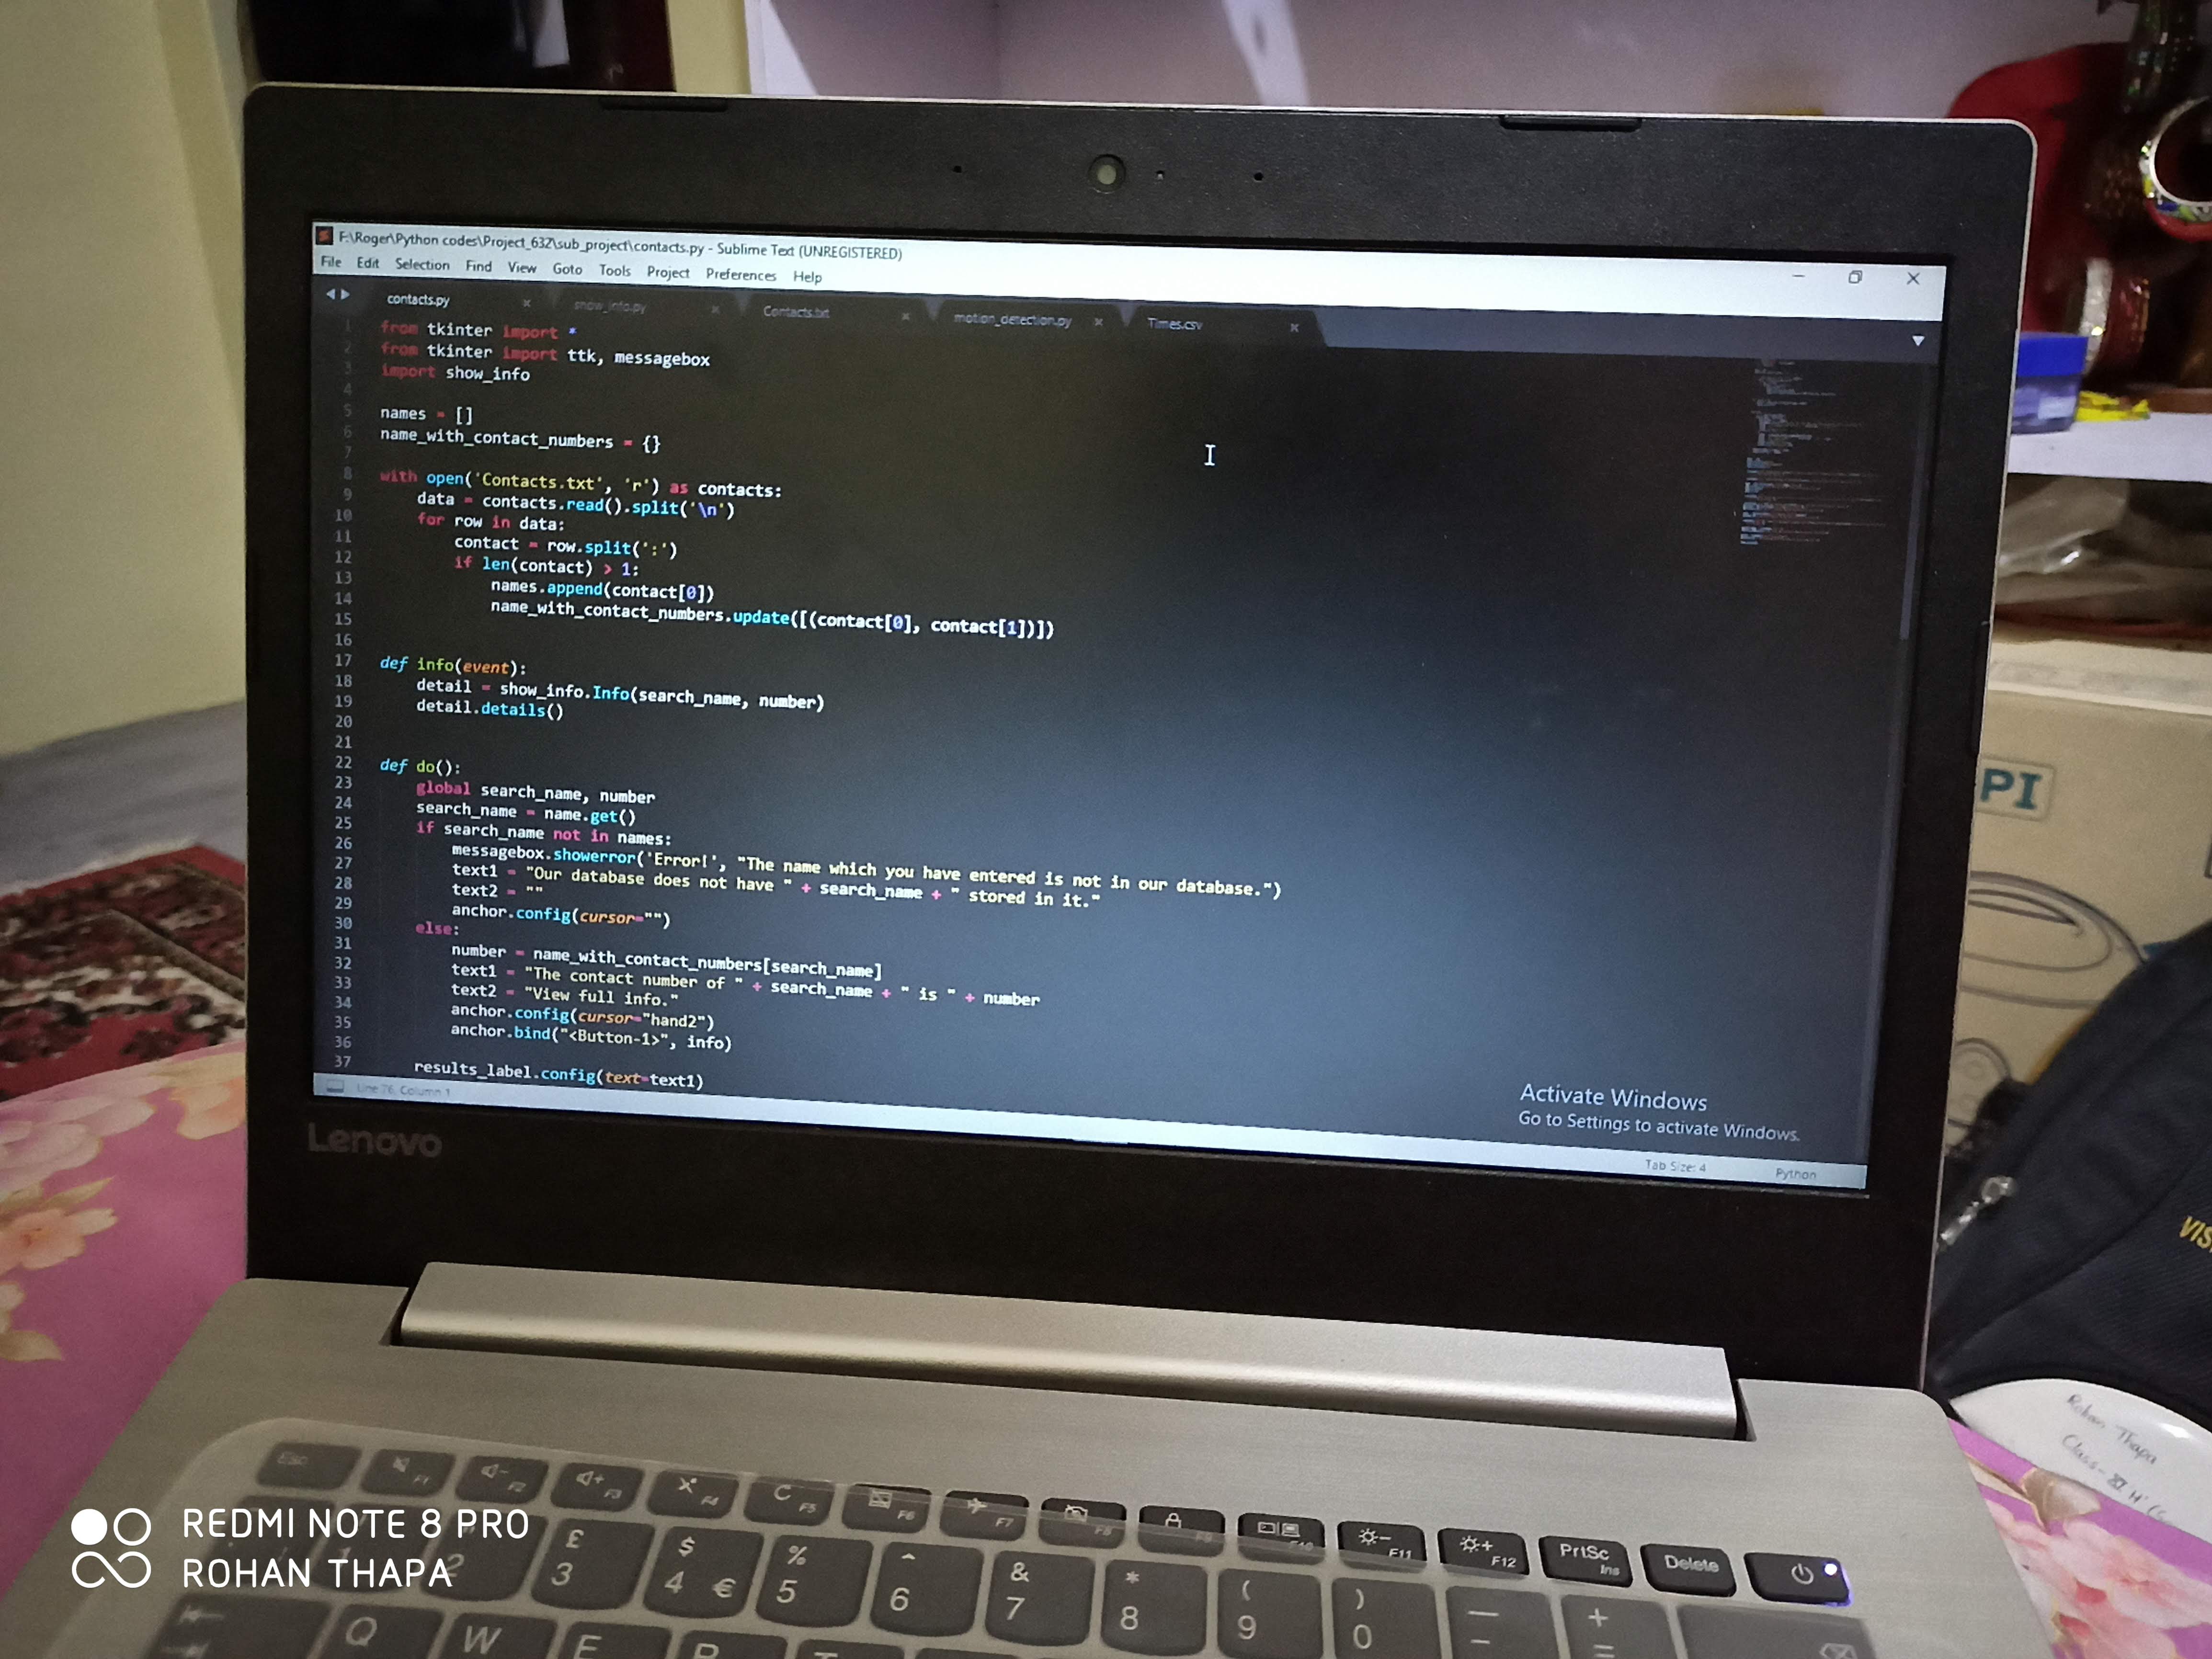 F:\Roger\Python codes\Project_632\sub_project\contacts.py - Sublime Text (UNREGISTERED)
File Edit Selection Find View Goto Tools Project Preferences Help
contacts.py show_info.py Contacts.txt motion_detection.py Times.csv
1 from tkinter import *
2 from tkinter import ttk, messagebox
3 import show_info
4
5 names = []
6 name_with_contact_numbers = {}
7
8 with open('Contacts.txt', 'r') as contacts:
9     data = contacts.read().split('\n')
10     for row in data:
11         contact = row.split(':')
12         if len(contact) > 1:
13             names.append(contact[0])
14             name_with_contact_numbers.update([(contact[0], contact[1])])
15
16
17 def info(event):
18     detail = show_info.Info(search_name, number)
19     detail.details()
20
21
22 def do():
23     global search_name, number
24     search_name = name.get()
25     if search_name not in names:
26         messagebox.showerror('Error!', "The name which you have entered is not in our database.")
27         text1 = "Our database does not have " + search_name + " stored in it."
28         text2 = ""
29         anchor.config(cursor="")
30     else:
31         number = name_with_contact_numbers[search_name]
32         text1 = "The contact number of " + search_name + " is " + number
33         text2 = "View full info."
34         anchor.config(cursor="hand2")
35         anchor.bind("<Button-1>", info)
36
37     results_label.config(text=text1)
Activate Windows
Go to Settings to activate Windows.
Line 76, Column 1 Tab Size: 4 Python
Lenovo
PI
VIS
Rohan Thapa
Class-
Esc F1 F2 F3 F4 F5 F6 F7 F8 F9 F10 F11 F12 PrtSc Ins Delete
£ $ % ^ & * ( ) — +
2 3 4 € 5 6 7 8 9 0 - =
Q W E R T
REDMI NOTE 8 PRO
ROHAN THAPA